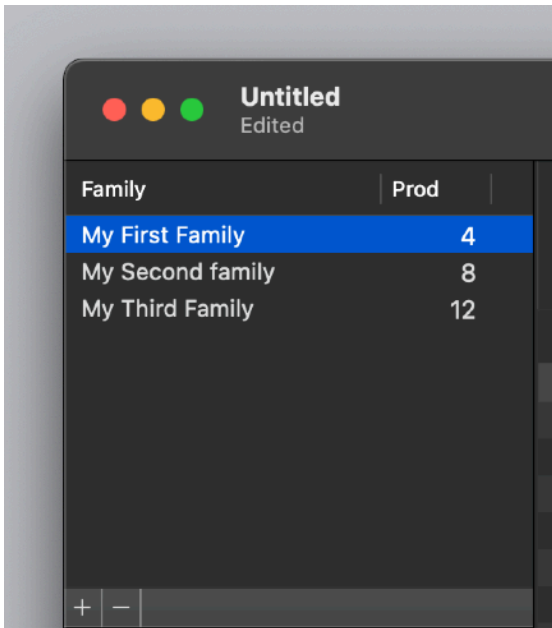 Untitled
Edited
Family Prod
My First Family 4
My Second family 8
My Third Family 12
+ −